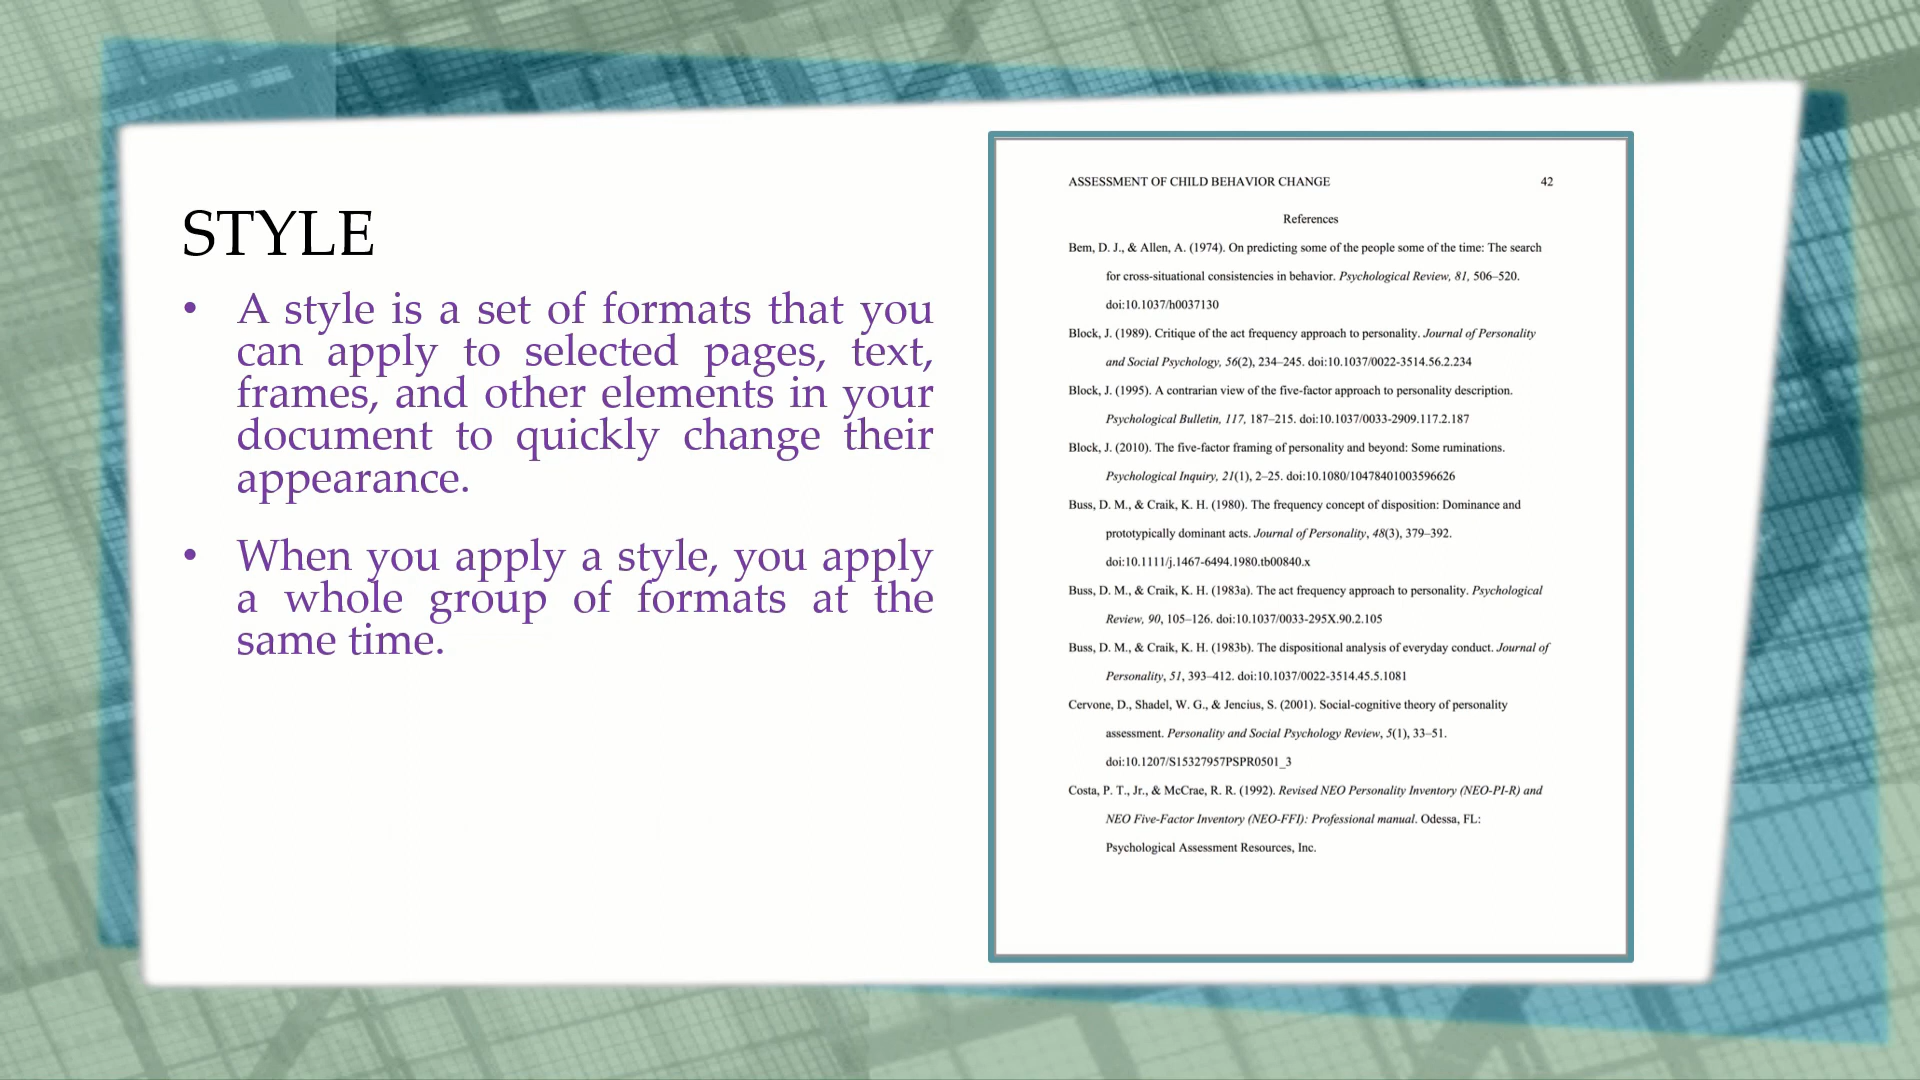 STYLE
• A style is a set of formats that you
can apply to selected pages, text,
frames, and other elements in your
document to quickly change their
appearance.
• When you apply a style, you apply
a whole group of formats at the
same time.
ASSESSMENT OF CHILD BEHAVIOR CHANGE 42
References
Bem, D. J., & Allen, A. (1974). On predicting some of the people some of the time: The search
for cross-situational consistencies in behavior. Psychological Review, 81, 506–520.
doi:10.1037/h0037130
Block, J. (1989). Critique of the act frequency approach to personality. Journal of Personality
and Social Psychology, 56(2), 234–245. doi:10.1037/0022-3514.56.2.234
Block, J. (1995). A contrarian view of the five-factor approach to personality description.
Psychological Bulletin, 117, 187–215. doi:10.1037/0033-2909.117.2.187
Block, J. (2010). The five-factor framing of personality and beyond: Some ruminations.
Psychological Inquiry, 21(1), 2–25. doi:10.1080/10478401003596626
Buss, D. M., & Craik, K. H. (1980). The frequency concept of disposition: Dominance and
prototypically dominant acts. Journal of Personality, 48(3), 379–392.
doi:10.1111/j.1467-6494.1980.tb00840.x
Buss, D. M., & Craik, K. H. (1983a). The act frequency approach to personality. Psychological
Review, 90, 105–126. doi:10.1037/0033-295X.90.2.105
Buss, D. M., & Craik, K. H. (1983b). The dispositional analysis of everyday conduct. Journal of
Personality, 51, 393–412. doi:10.1037/0022-3514.45.5.1081
Cervone, D., Shadel, W. G., & Jencius, S. (2001). Social-cognitive theory of personality
assessment. Personality and Social Psychology Review, 5(1), 33–51.
doi:10.1207/S15327957PSPR0501_3
Costa, P. T., Jr., & McCrae, R. R. (1992). Revised NEO Personality Inventory (NEO-PI-R) and
NEO Five-Factor Inventory (NEO-FFI): Professional manual. Odessa, FL:
Psychological Assessment Resources, Inc.